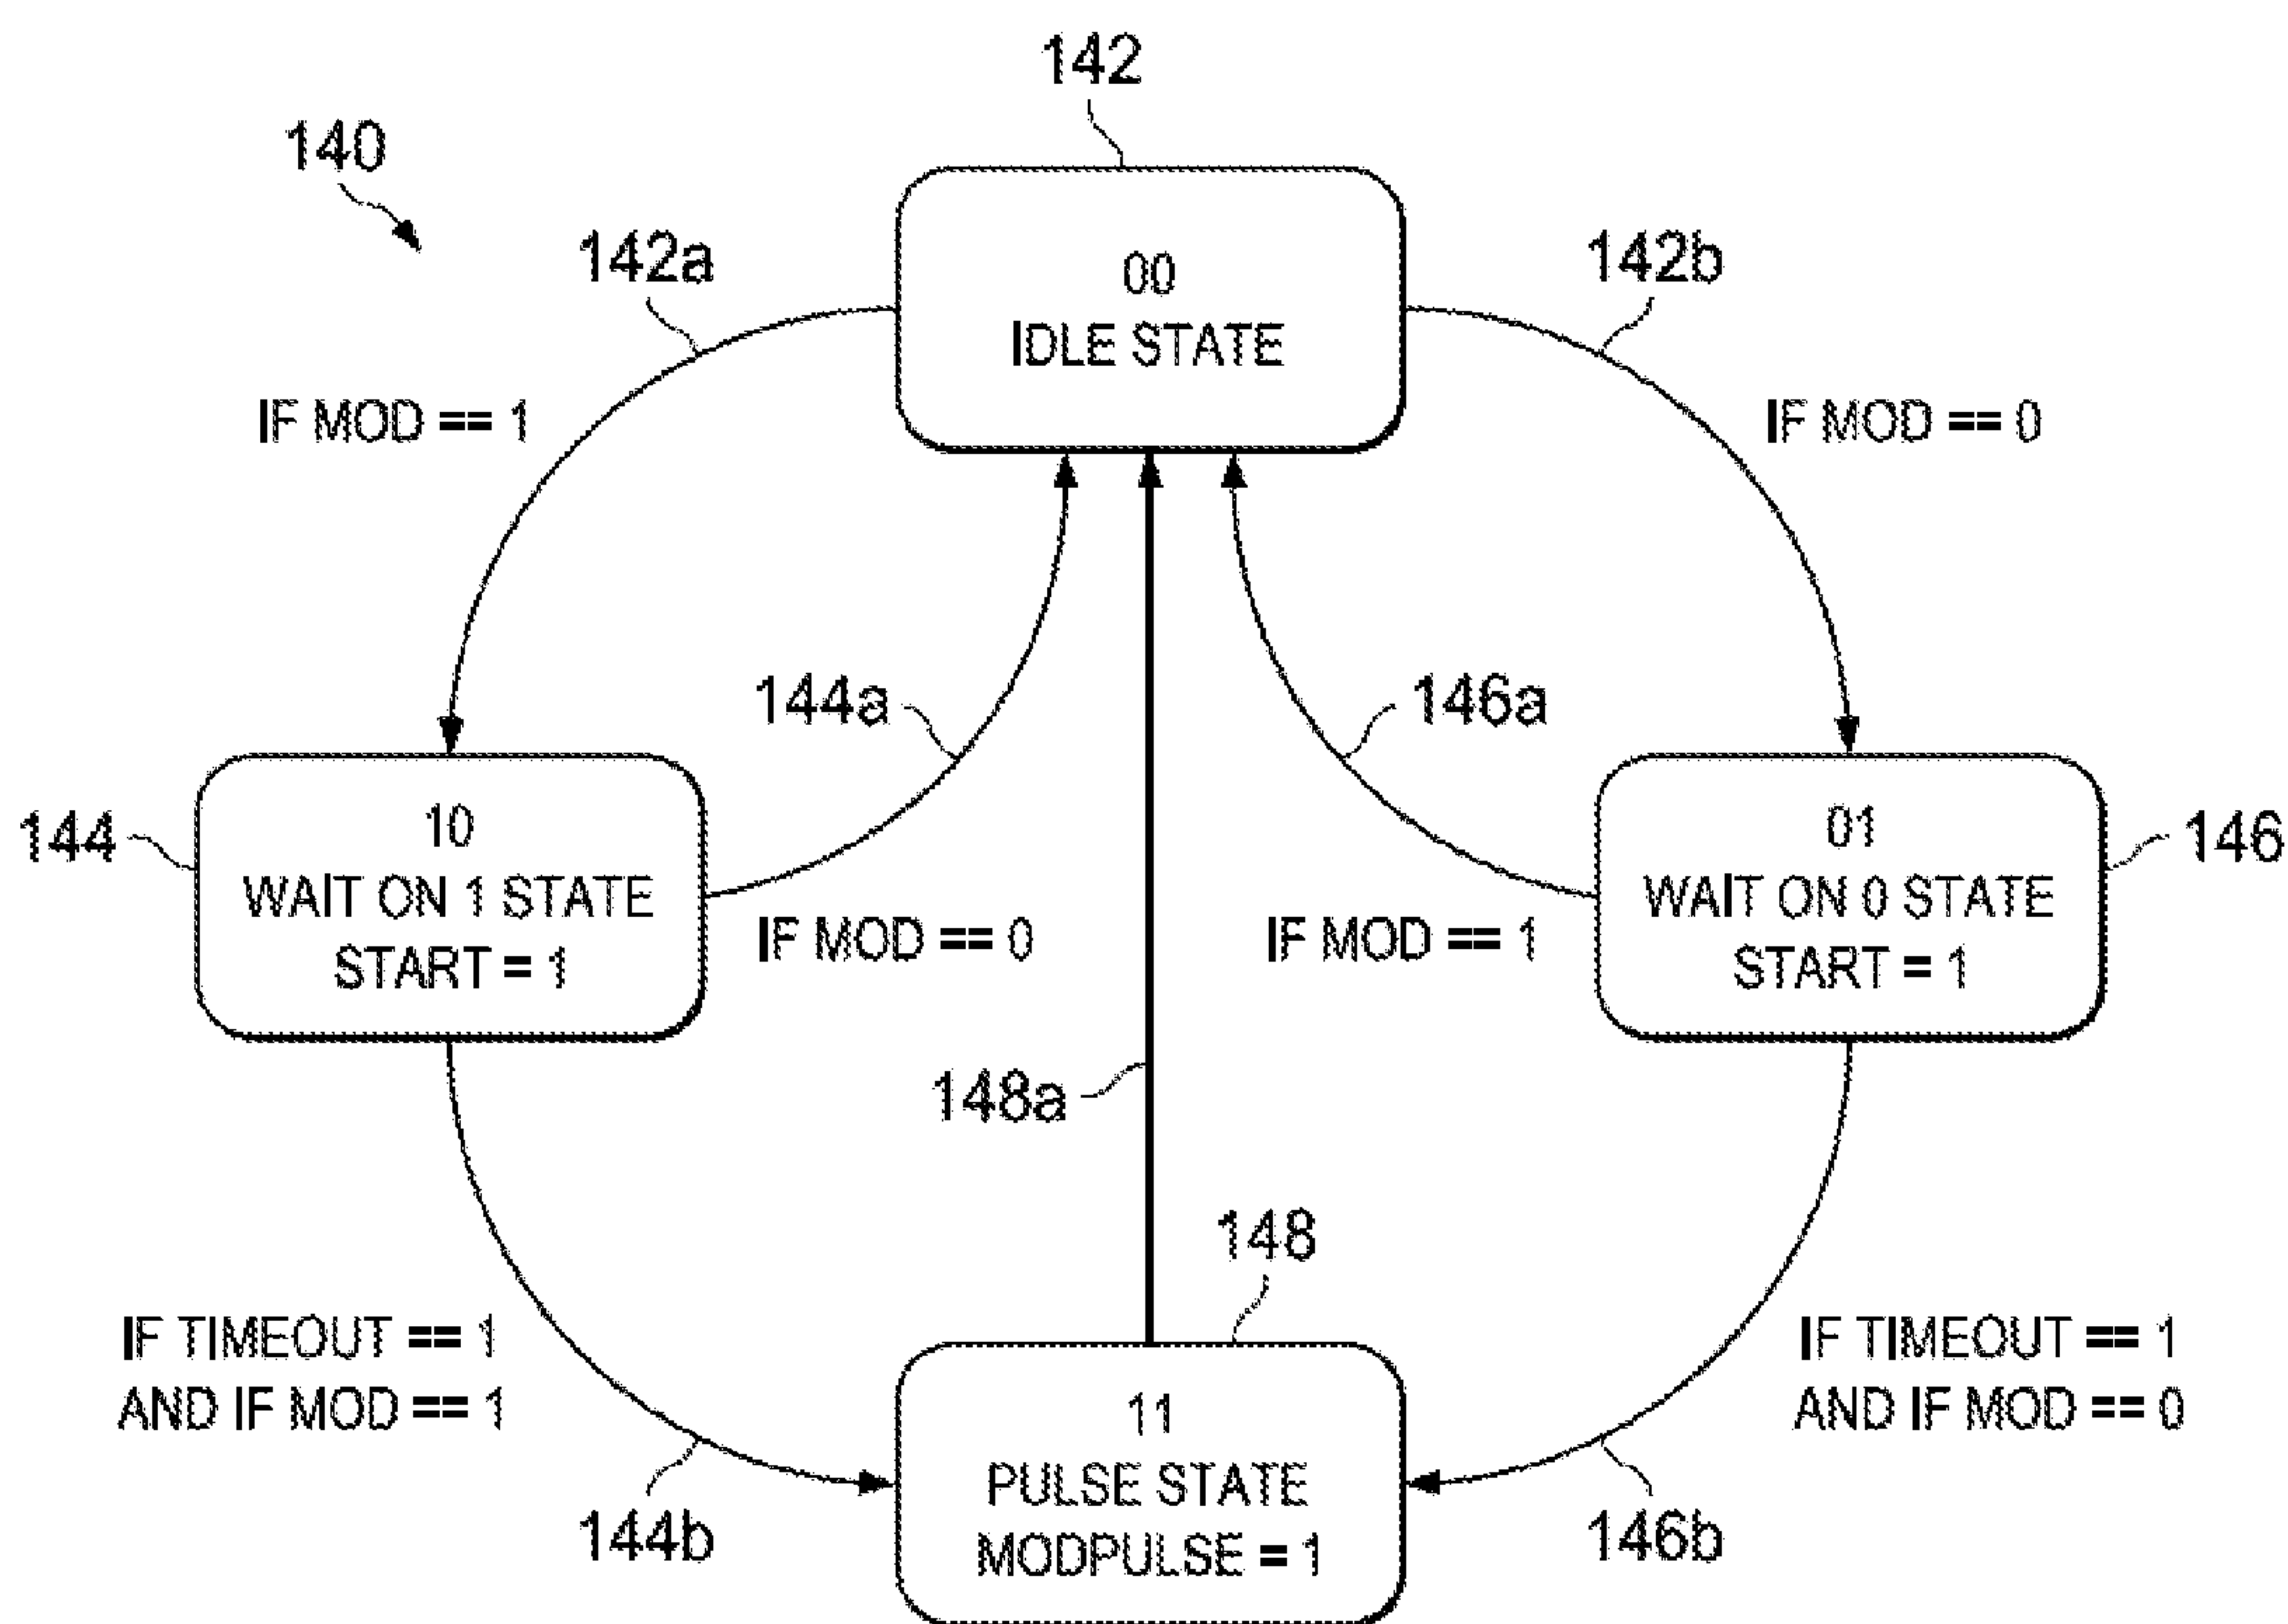 142
140
142a
142b
00
IDLE STATE
IF MOD == 1
IF MOD == 0
144a
146a
144
10
WAIT ON 1 STATE
START = 1
IF MOD == 0
IF MOD == 1
01
WAIT ON 0 STATE
START = 1
146
148a
148
IF TIMEOUT == 1
AND IF MOD == 1
IF TIMEOUT == 1
AND IF MOD == 0
11
PULSE STATE
MODPULSE = 1
144b
146b